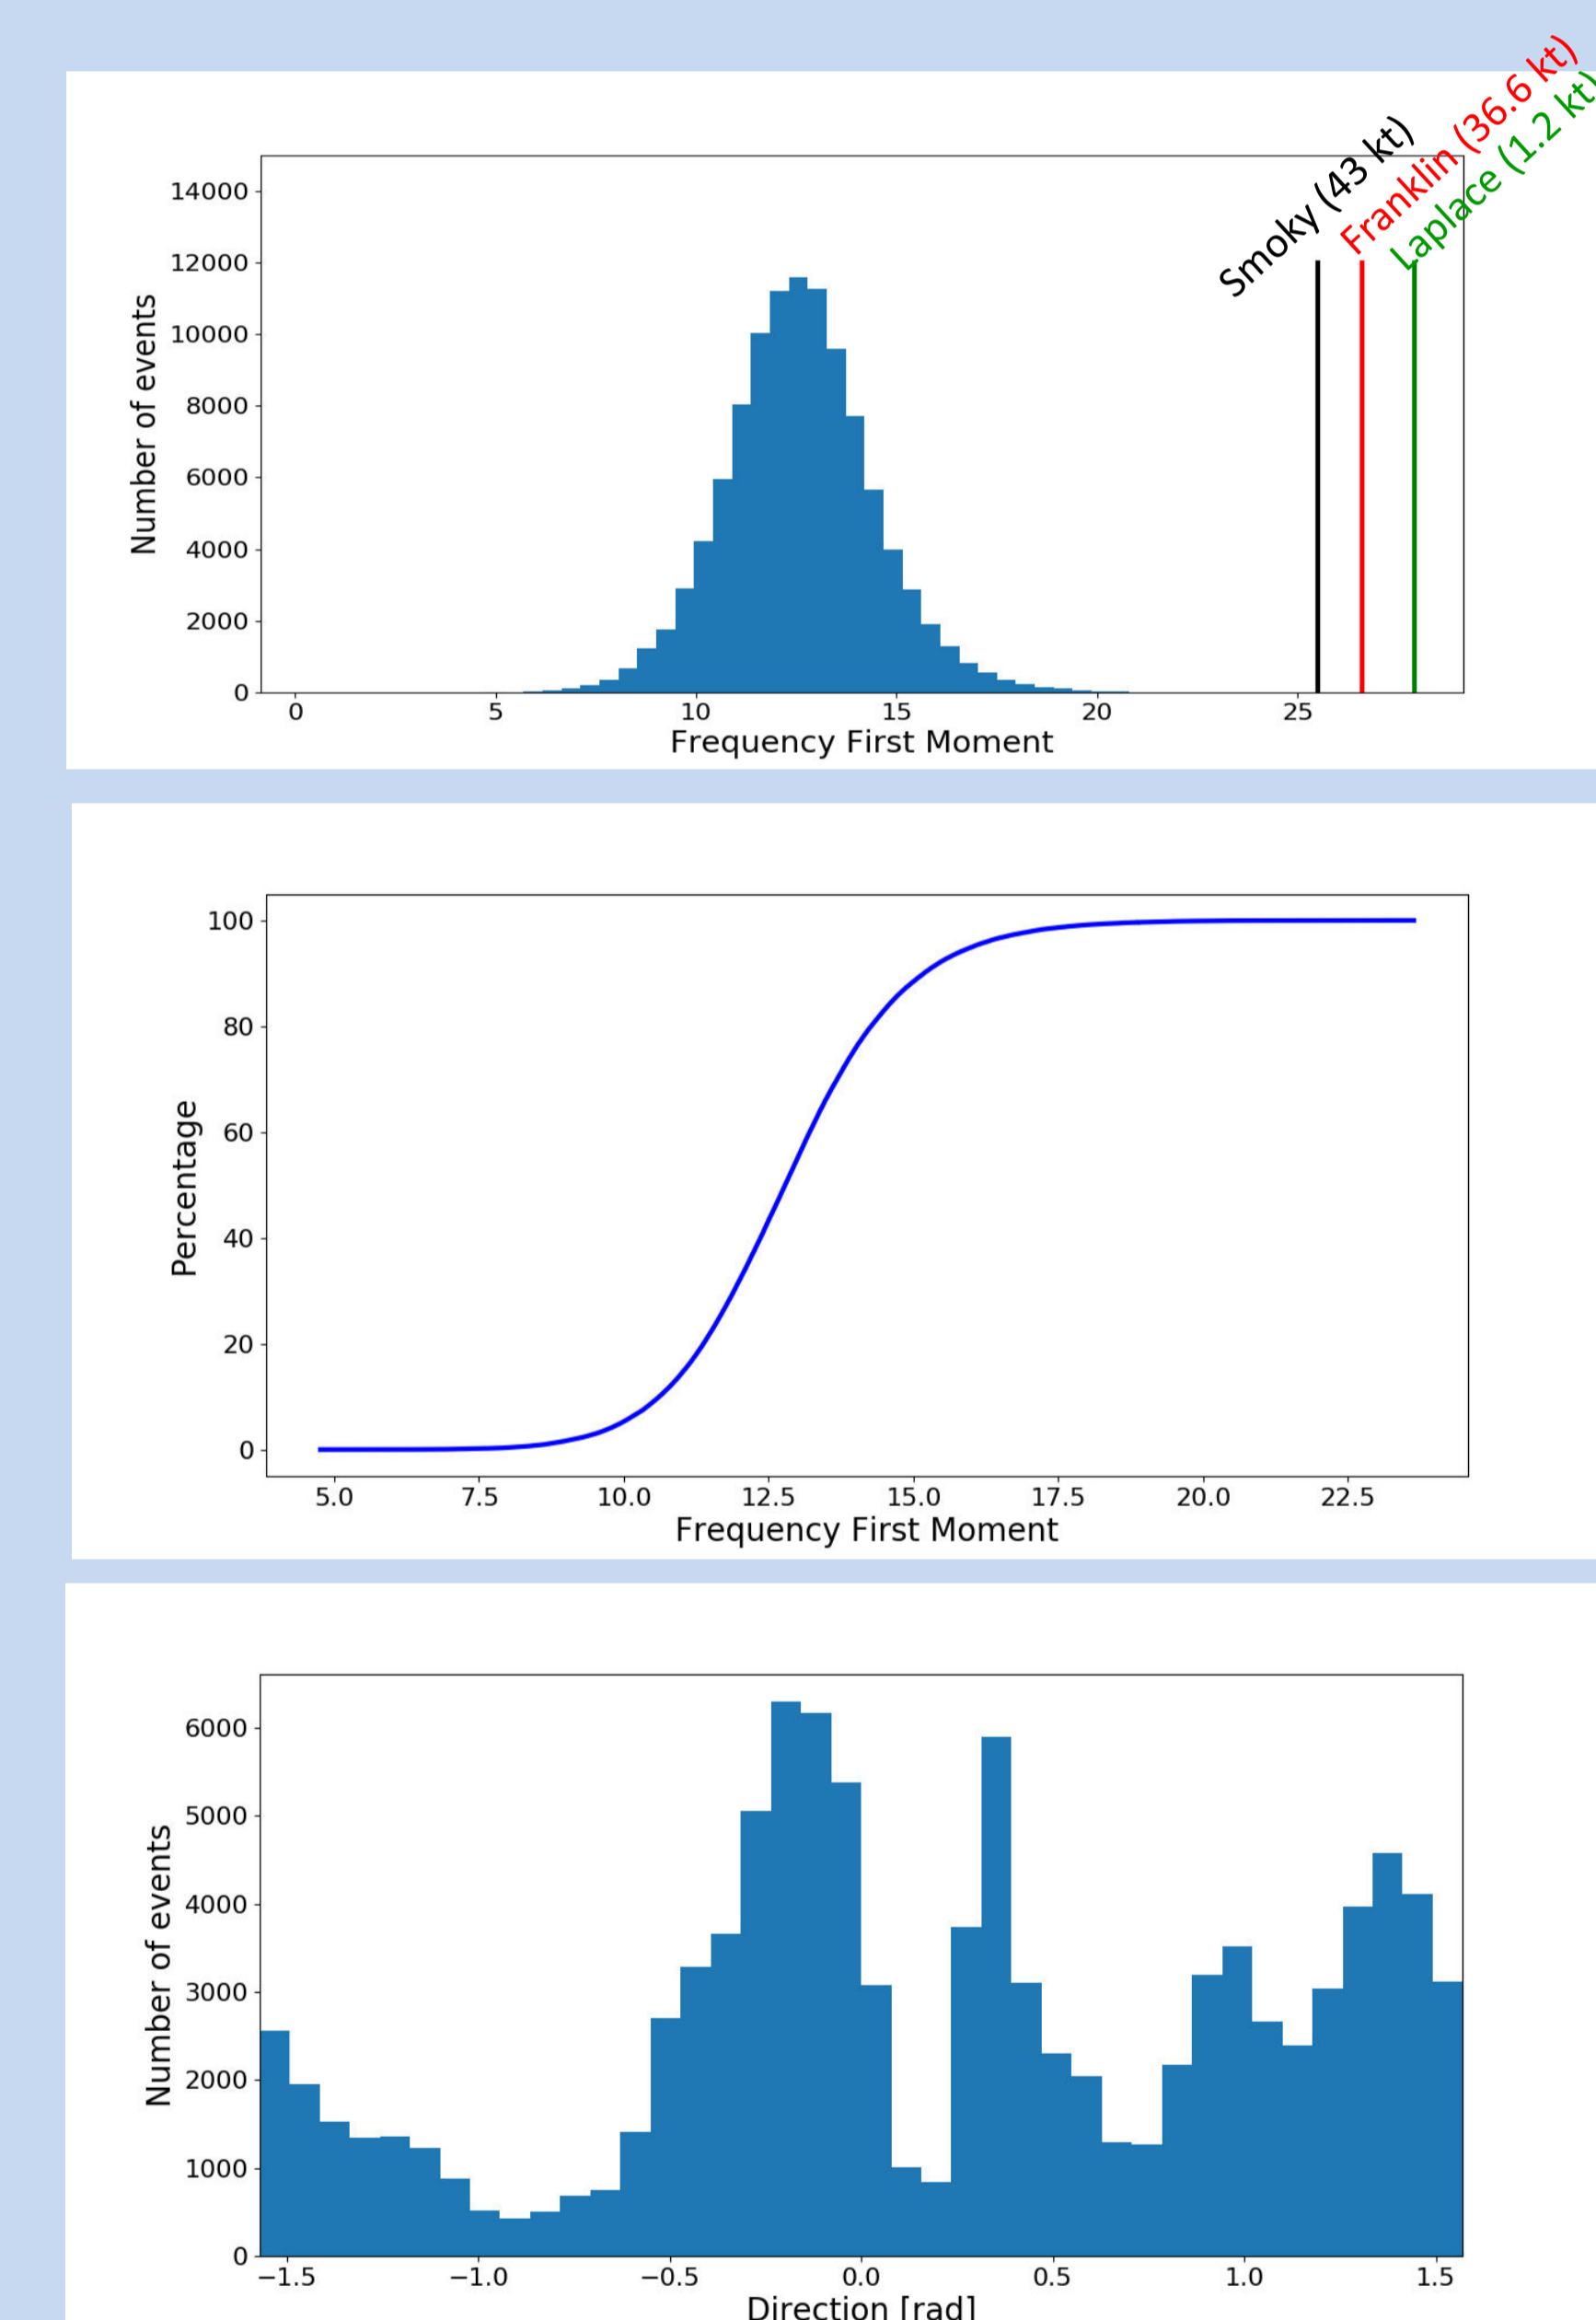 Smoky (43 kt)
Franklin (36.6 kt)
Laplace (1.2 kt)
14000
12000
10000
8000
6000
4000
2000
0
Number of events
0 5 10 15 20 25
Frequency First Moment
100
80
60
40
20
0
Percentage
5.0 7.5 10.0 12.5 15.0 17.5 20.0 22.5
Frequency First Moment
6000
5000
4000
3000
2000
1000
0
Number of events
−1.5 −1.0 −0.5 0.0 0.5 1.0 1.5
Direction [rad]